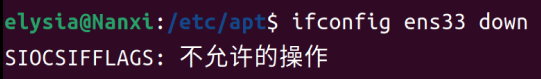 elysia@Nanxi:/etc/apt$ ifconfig ens33 down
SIOCSIFFLAGS: 不允许的操作